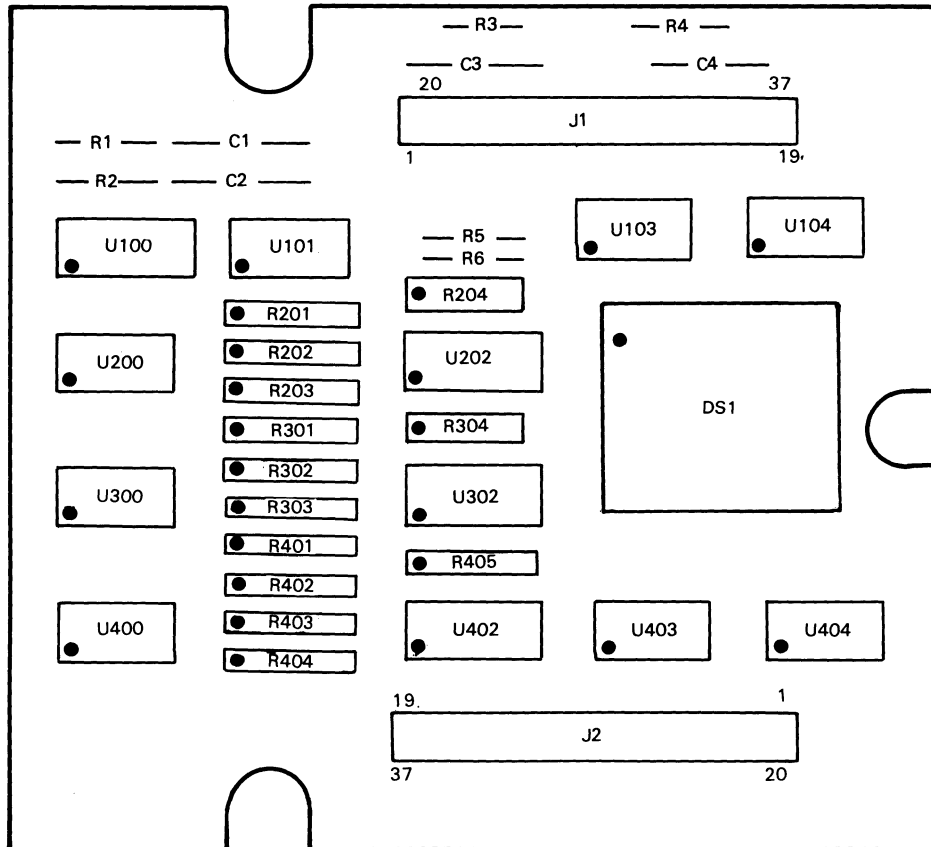 R3 R4
C3 C4
20 37
J1
1 19
R1 C1
R2 C2
U100 U101 U103 U104
R5
R6
R204
R201
R202
U200 U202
R203
DS1
R301 R304
R302
U300 U302
R303
R401
R405
R402
R403
U400 U402 U403 U404
R404
19. 1
J2
37 20